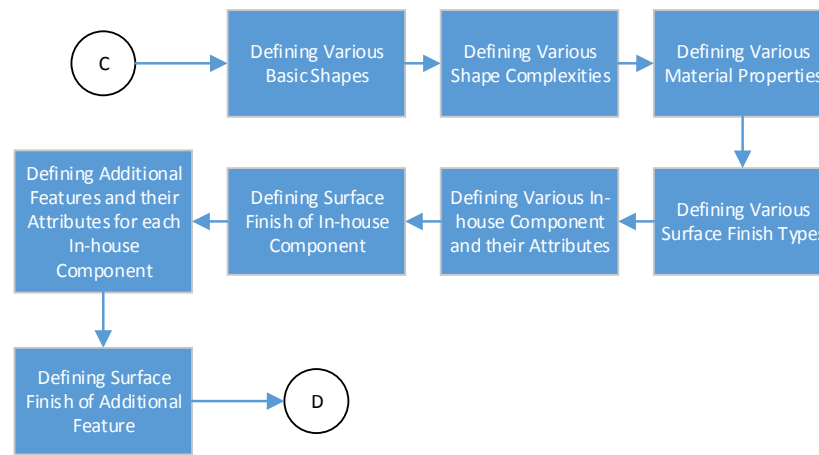 C
Defining Various
Basic Shapes
Defining Various
Shape Complexities
Defining Various
Material Properties
Defining Various
Surface Finish Types
Defining Various In-
house Component
and their Attributes
Defining Surface
Finish of In-house
Component
Defining Additional
Features and their
Attributes for each
In-house
Component
Defining Surface
Finish of Additional
Feature
D